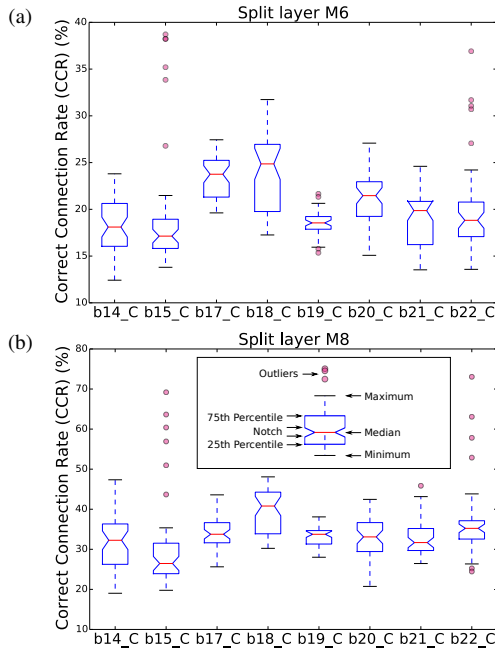 (a)
Split layer M6
Correct Connection Rate (CCR) (%)
40
35
30
25
20
15
10
b14_C b15_C b17_C b18_C b19_C b20_C b21_C b22_C
(b)
Split layer M8
Correct Connection Rate (CCR) (%)
80
70
60
50
40
30
20
10
Outliers
Maximum
75th Percentile
Notch
Median
25th Percentile
Minimum
b14_C b15_C b17_C b18_C b19_C b20_C b21_C b22_C